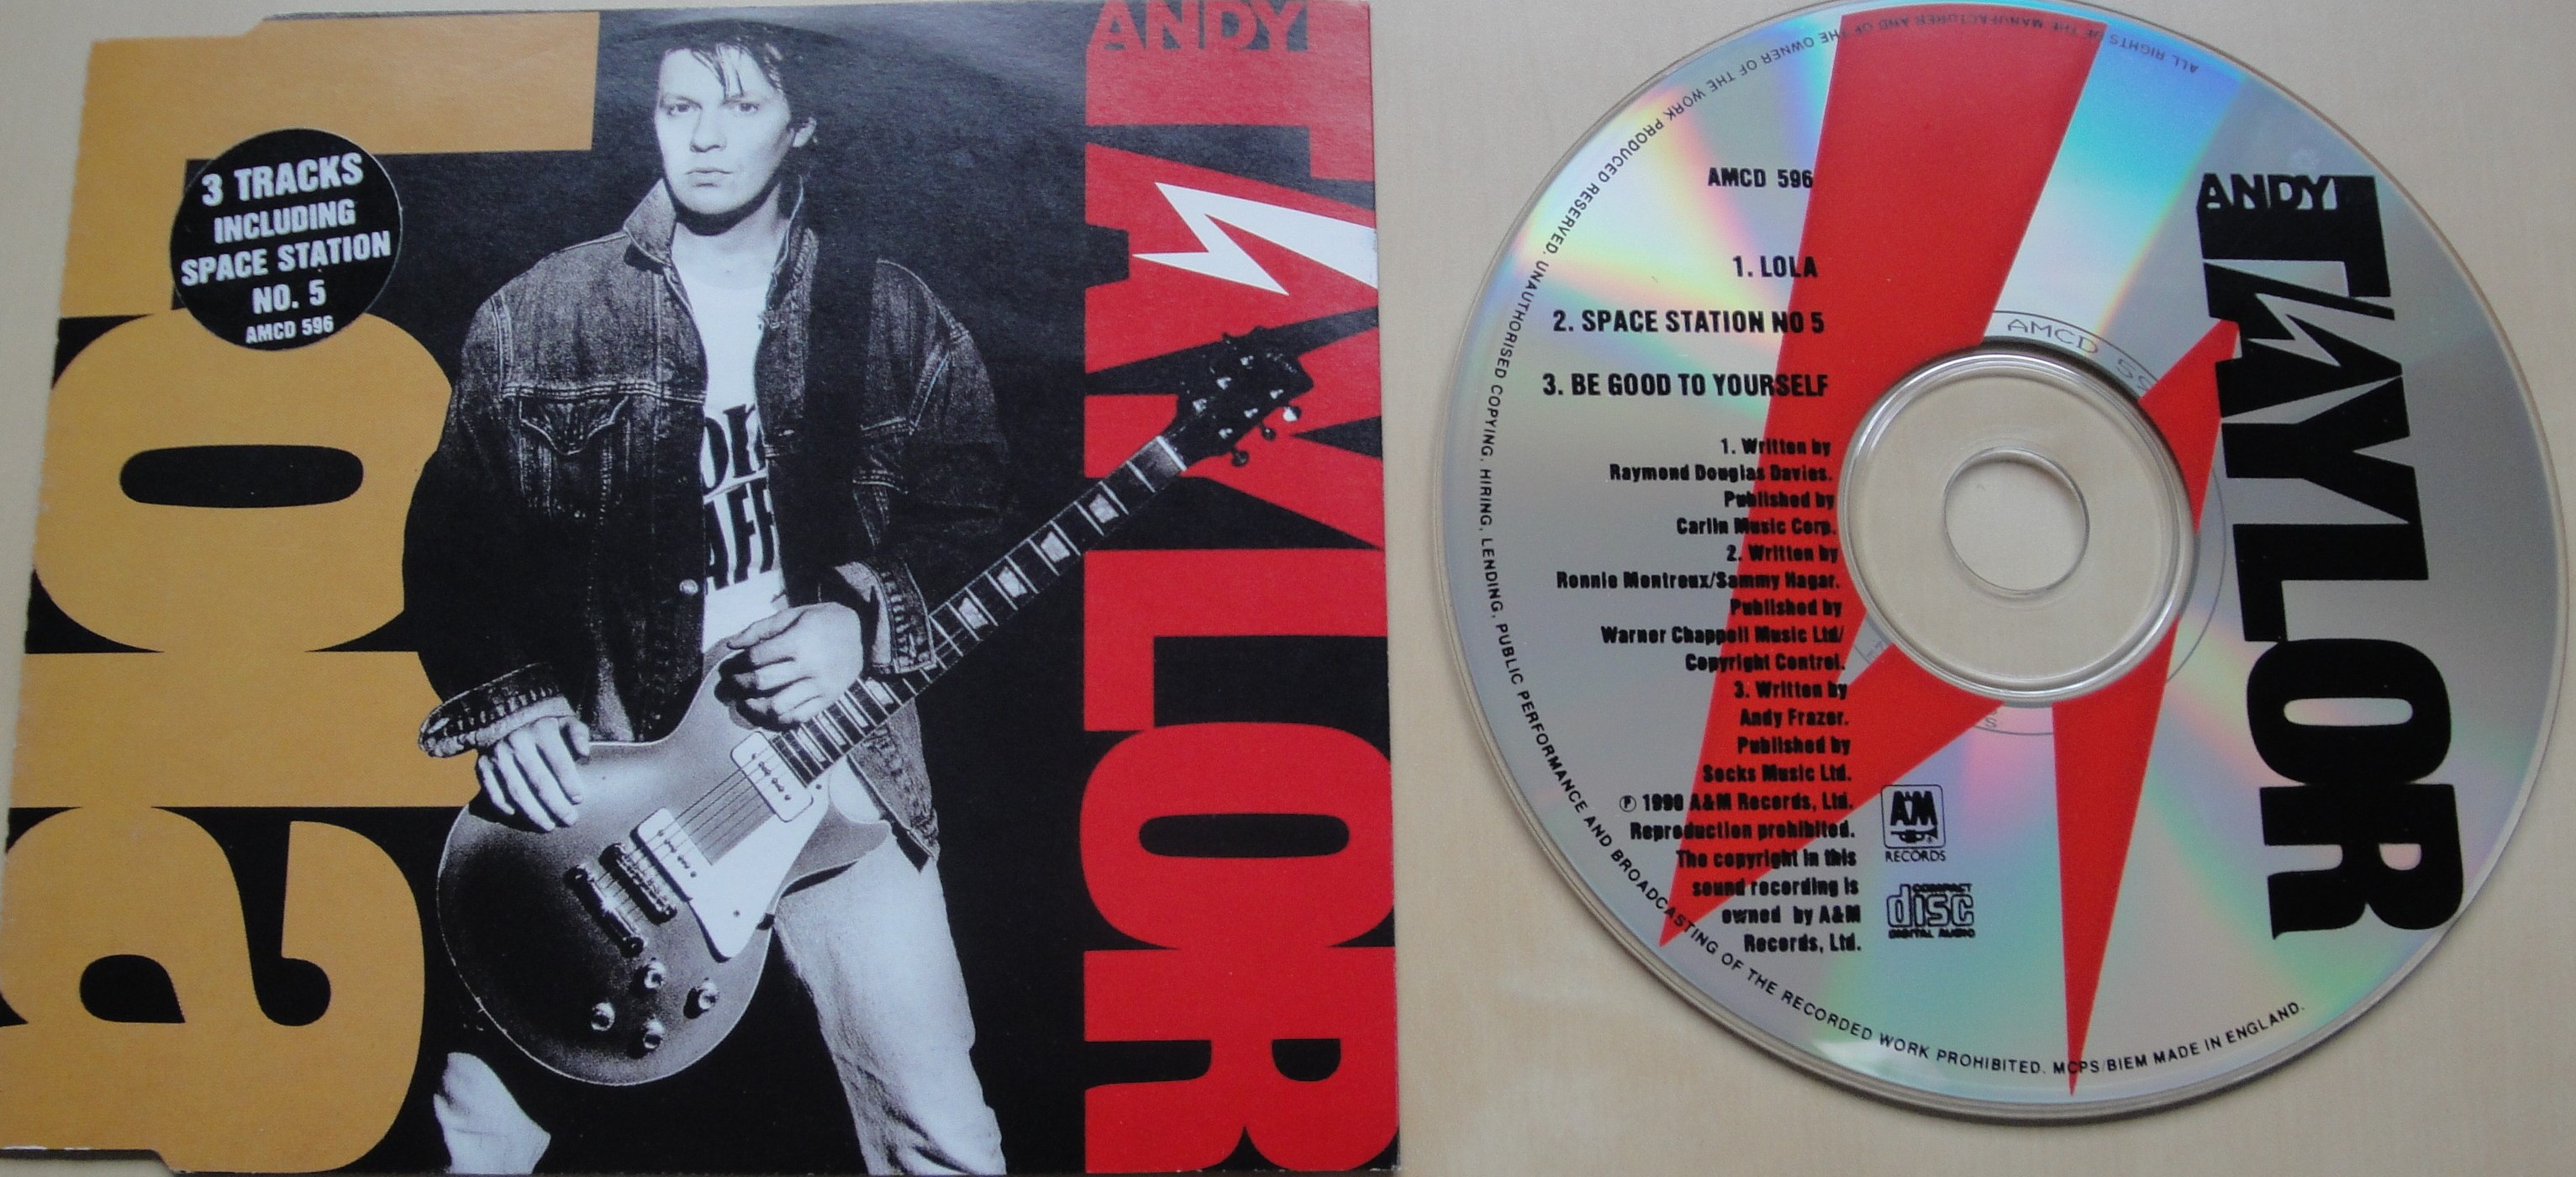 Lola
3 TRACKS
INCLUDING
SPACE STATION
NO. 5
AMCD 596
ANDY
TAYLOR
AMCD 596
1. LOLA
2. SPACE STATION NO 5
3. BE GOOD TO YOURSELF
1. Written by
Raymond Douglas Davies.
Published by
Carlin Music Corp.
2. Written by
Ronnie Montroux/Sammy Hagar.
Published by
Warner Chappell Music Ltd/
Copyright Control.
3. Written by
Andy Frazer.
Published by
Socks Music Ltd.
℗ 1990 A&M Records, Ltd.
Reproduction prohibited.
The copyright in this
sound recording is
owned by A&M
Records, Ltd.
A&M
RECORDS
COMPACT
disc
DIGITAL AUDIO
ANDY
TAYLOR
AMCD 59
ALL RIGHTS OF THE MANUFACTURER AND OF THE OWNER OF THE WORK PRODUCED RESERVED. UNAUTHORISED COPYING, HIRING, LENDING, PUBLIC PERFORMANCE AND BROADCASTING OF THE RECORDED WORK PROHIBITED. MCPS/BIEM MADE IN ENGLAND.